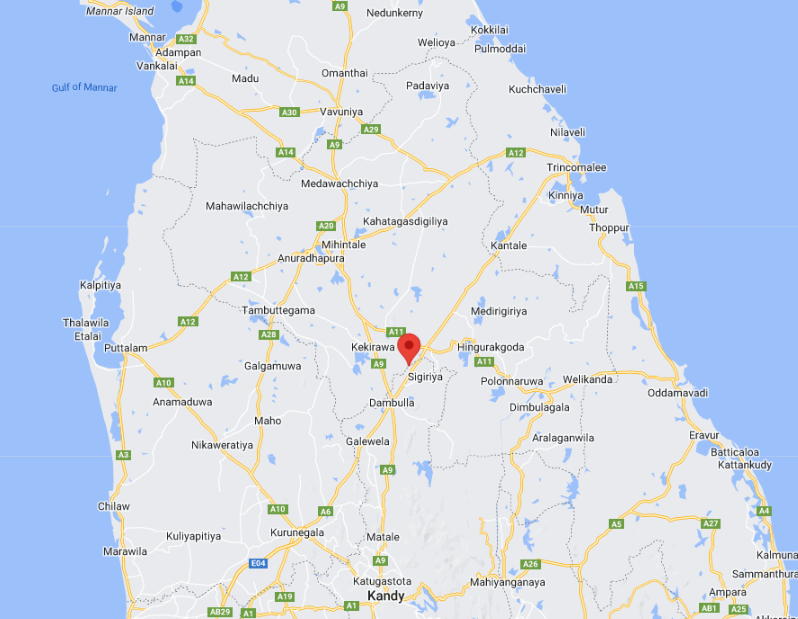 Mannar Island
A9
Nedunkerny
Kokkilai
Mannar
A32
Welioya
Pulmoddai
Adampan
Vankalai
A14
Madu
Omanthai
Padaviya
Kuchchaveli
Gulf of Mannar
A30
Vavuniya
A29
Nilaveli
A9
A14
A12
Trincomalee
Medawachchiya
Kinniya
Mahawilachchiya
Mutur
A20
Kahatagasdigiliya
Thoppur
Mihintale
Kantale
Anuradhapura
A12
Kalpitiya
A15
Tambuttegama
Medirigiriya
Thalawila
Etalai
A12
A28
A11
Puttalam
Kekirawa
Hingurakgoda
A9
A11
Galgamuwa
Sigiriya
Polonnaruwa
Welikanda
A10
Oddamavadi
Anamaduwa
Dambulla
Dimbulagala
Maho
Nikaweratiya
Galewela
Aralaganwila
Eravur
A3
Batticaloa
Kattankudy
A9
Chilaw
A10
A6
A4
A5
A27
Kuliyapitiya
Kurunegala
Matale
Marawila
E04
A9
A26
Kalmuna
Katugastota
Mahiyanganaya
Sammanthura
Kandy
Ampara
A19
AB29
A1
A1
AB1
A25